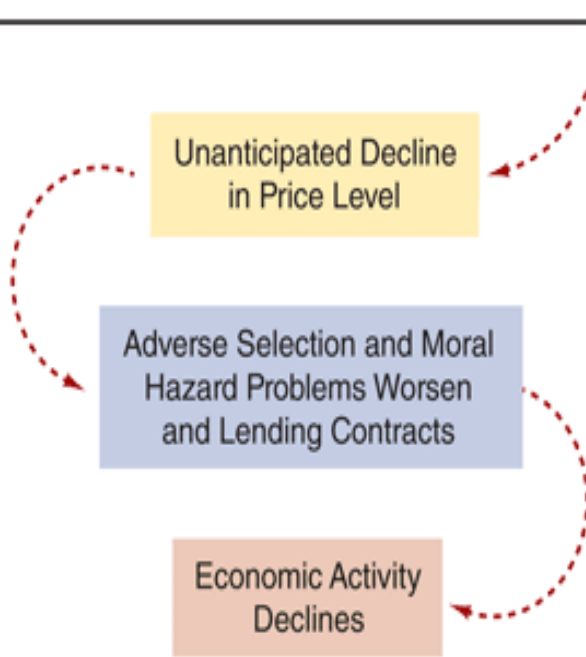 Unanticipated Decline
in Price Level
Adverse Selection and Moral
Hazard Problems Worsen
and Lending Contracts
Economic Activity
Declines